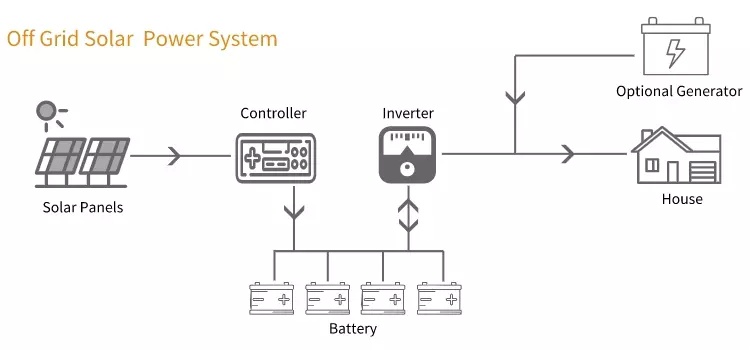 Off Grid Solar Power System
Optional Generator
Controller
Inverter
Solar Panels
House
Battery